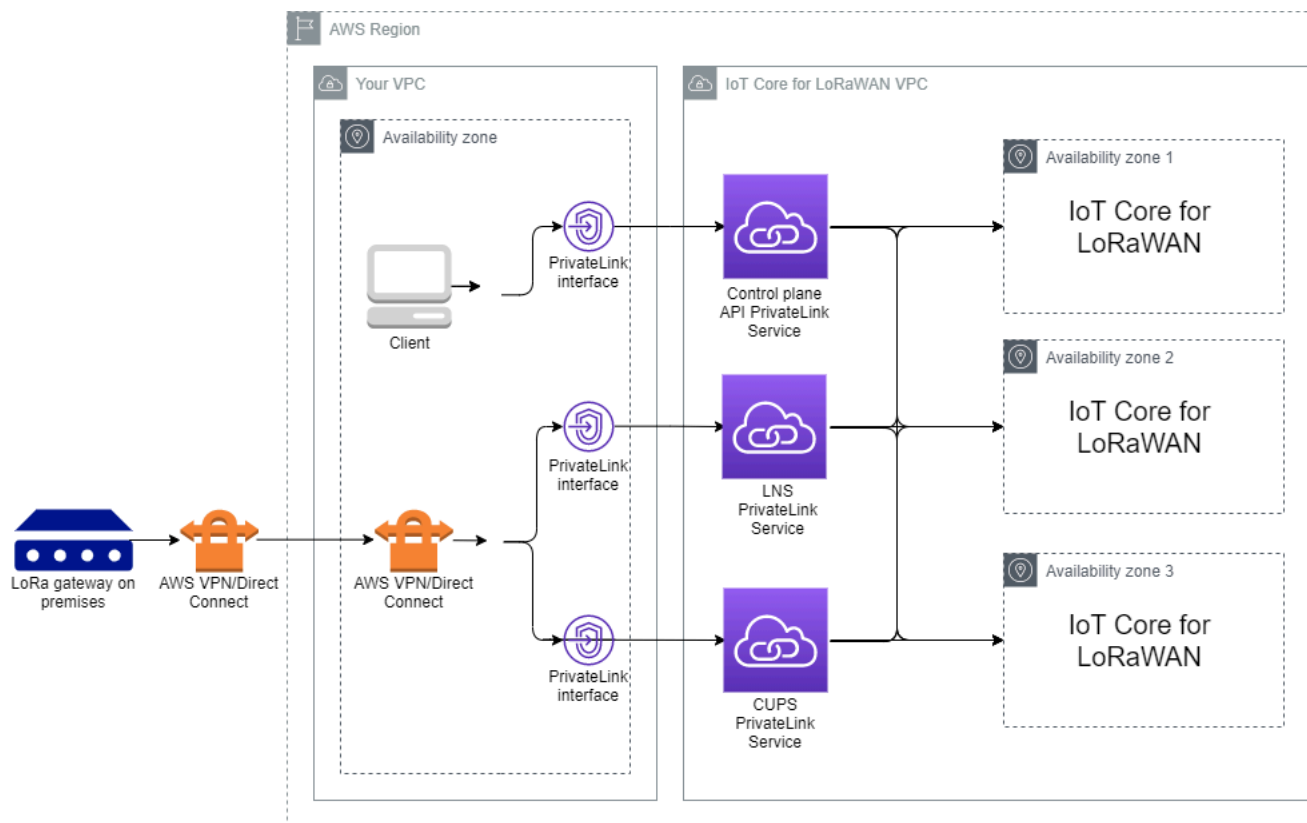 AWS Region
Your VPC
IoT Core for LoRaWAN VPC
Availability zone
Availability zone 1
IoT Core for
LoRaWAN
PrivateLink
interface
Control plane
API PrivateLink
Service
Client
Availability zone 2
IoT Core for
LoRaWAN
PrivateLink
interface
LNS
PrivateLink
Service
LoRa gateway on
premises
AWS VPN/Direct
Connect
AWS VPN/Direct
Connect
Availability zone 3
IoT Core for
LoRaWAN
PrivateLink
interface
CUPS
PrivateLink
Service